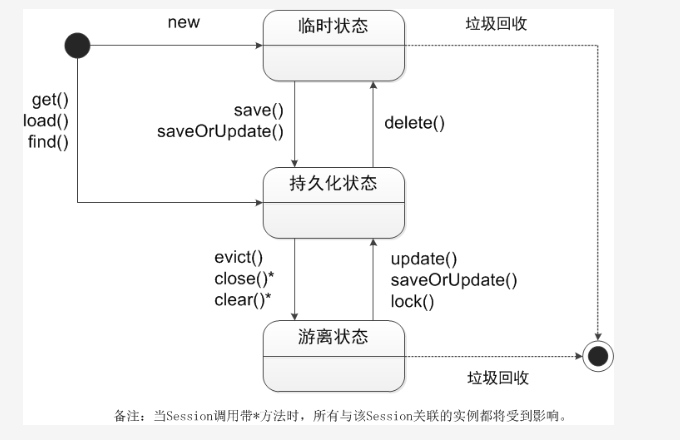 new
临时状态
垃圾回收
get()
load()
find()
save()
saveOrUpdate()
delete()
持久化状态
evict()
close()*
clear()*
update()
saveOrUpdate()
lock()
游离状态
垃圾回收
备注：当Session调用带*方法时，所有与该Session关联的实例都将受到影响。